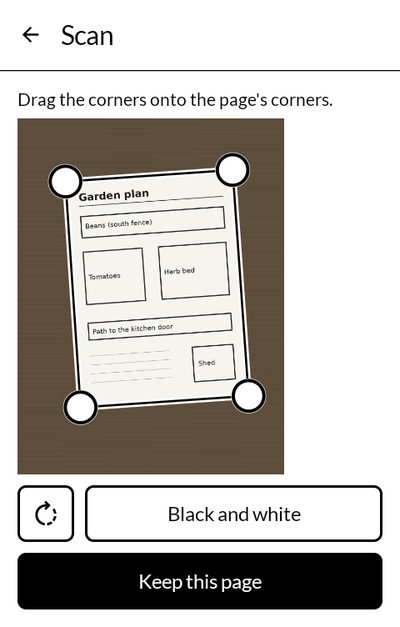 Scan
Drag the corners onto the page's corners.
Garden plan
Beans (south fence)
Tomatoes
Herb bed
Path to the kitchen door
Shed
Black and white
Keep this page